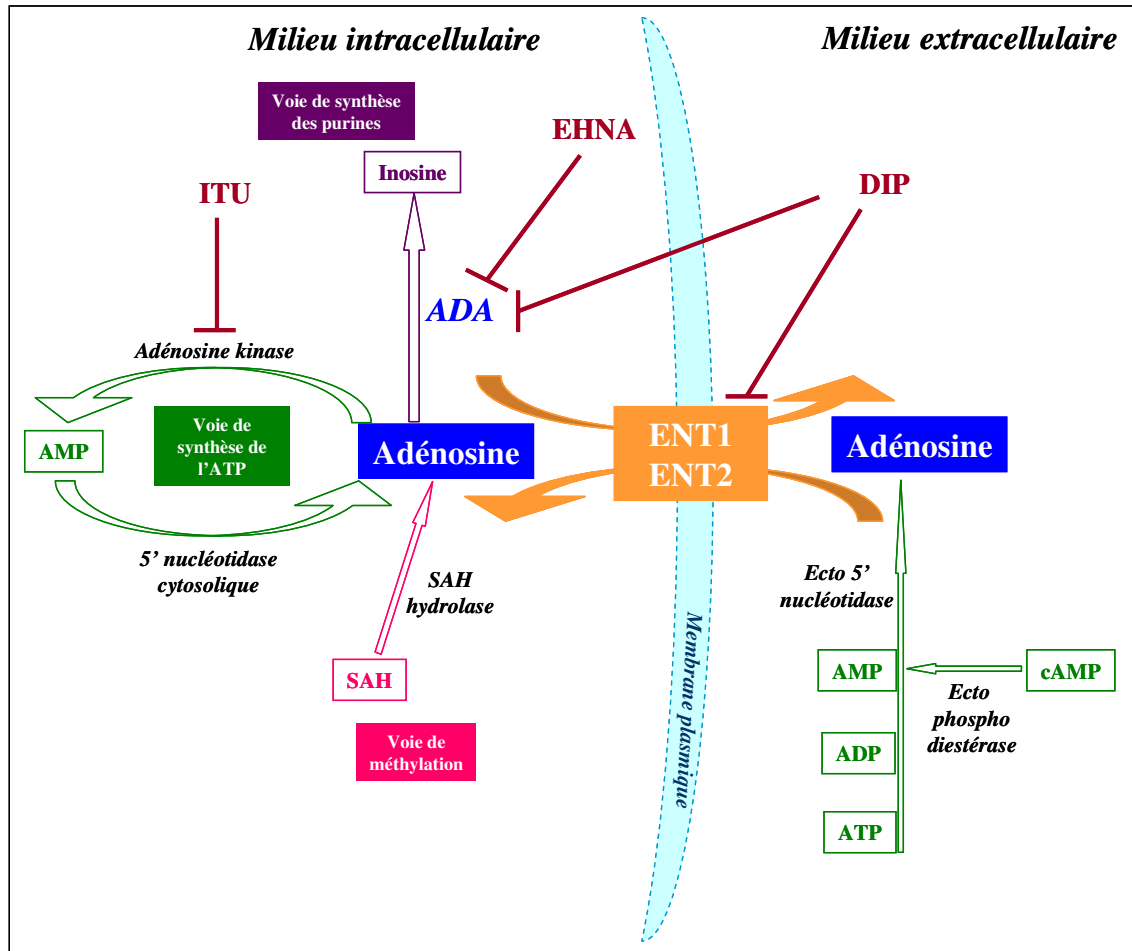 Milieu intracellulaire
Milieu extracellulaire
Voie de synthèse
des purines
EHNA
Inosine
DIP
ITU
ADA
Adénosine kinase
AMP
Voie de
synthèse de
l'ATP
Adénosine
ENT1
ENT2
Adénosine
5' nucléotidase
cytosolique
SAH
hydrolase
Ecto 5'
nucléotidase
Membrane plasmique
SAH
AMP
cAMP
Ecto
phospho
diestérase
Voie de
méthylation
ADP
ATP